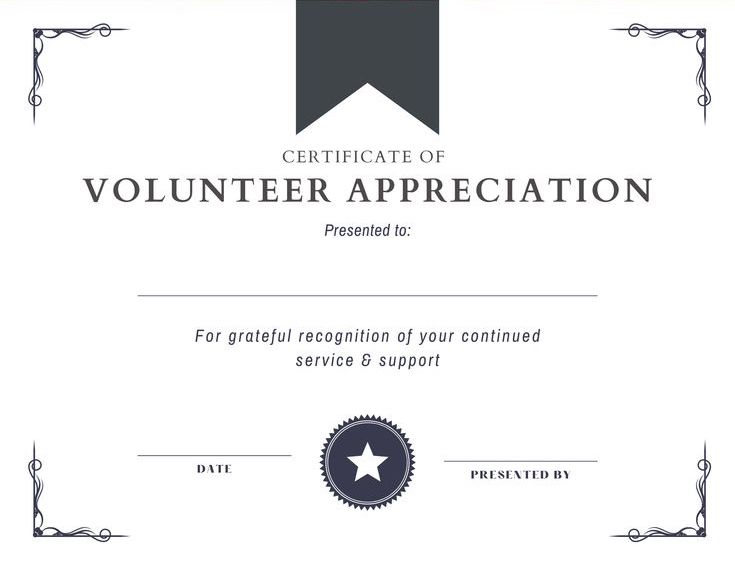 CERTIFICATE OF
VOLUNTEER APPRECIATION
Presented to:
For grateful recognition of your continued
service & support
DATE
PRESENTED BY